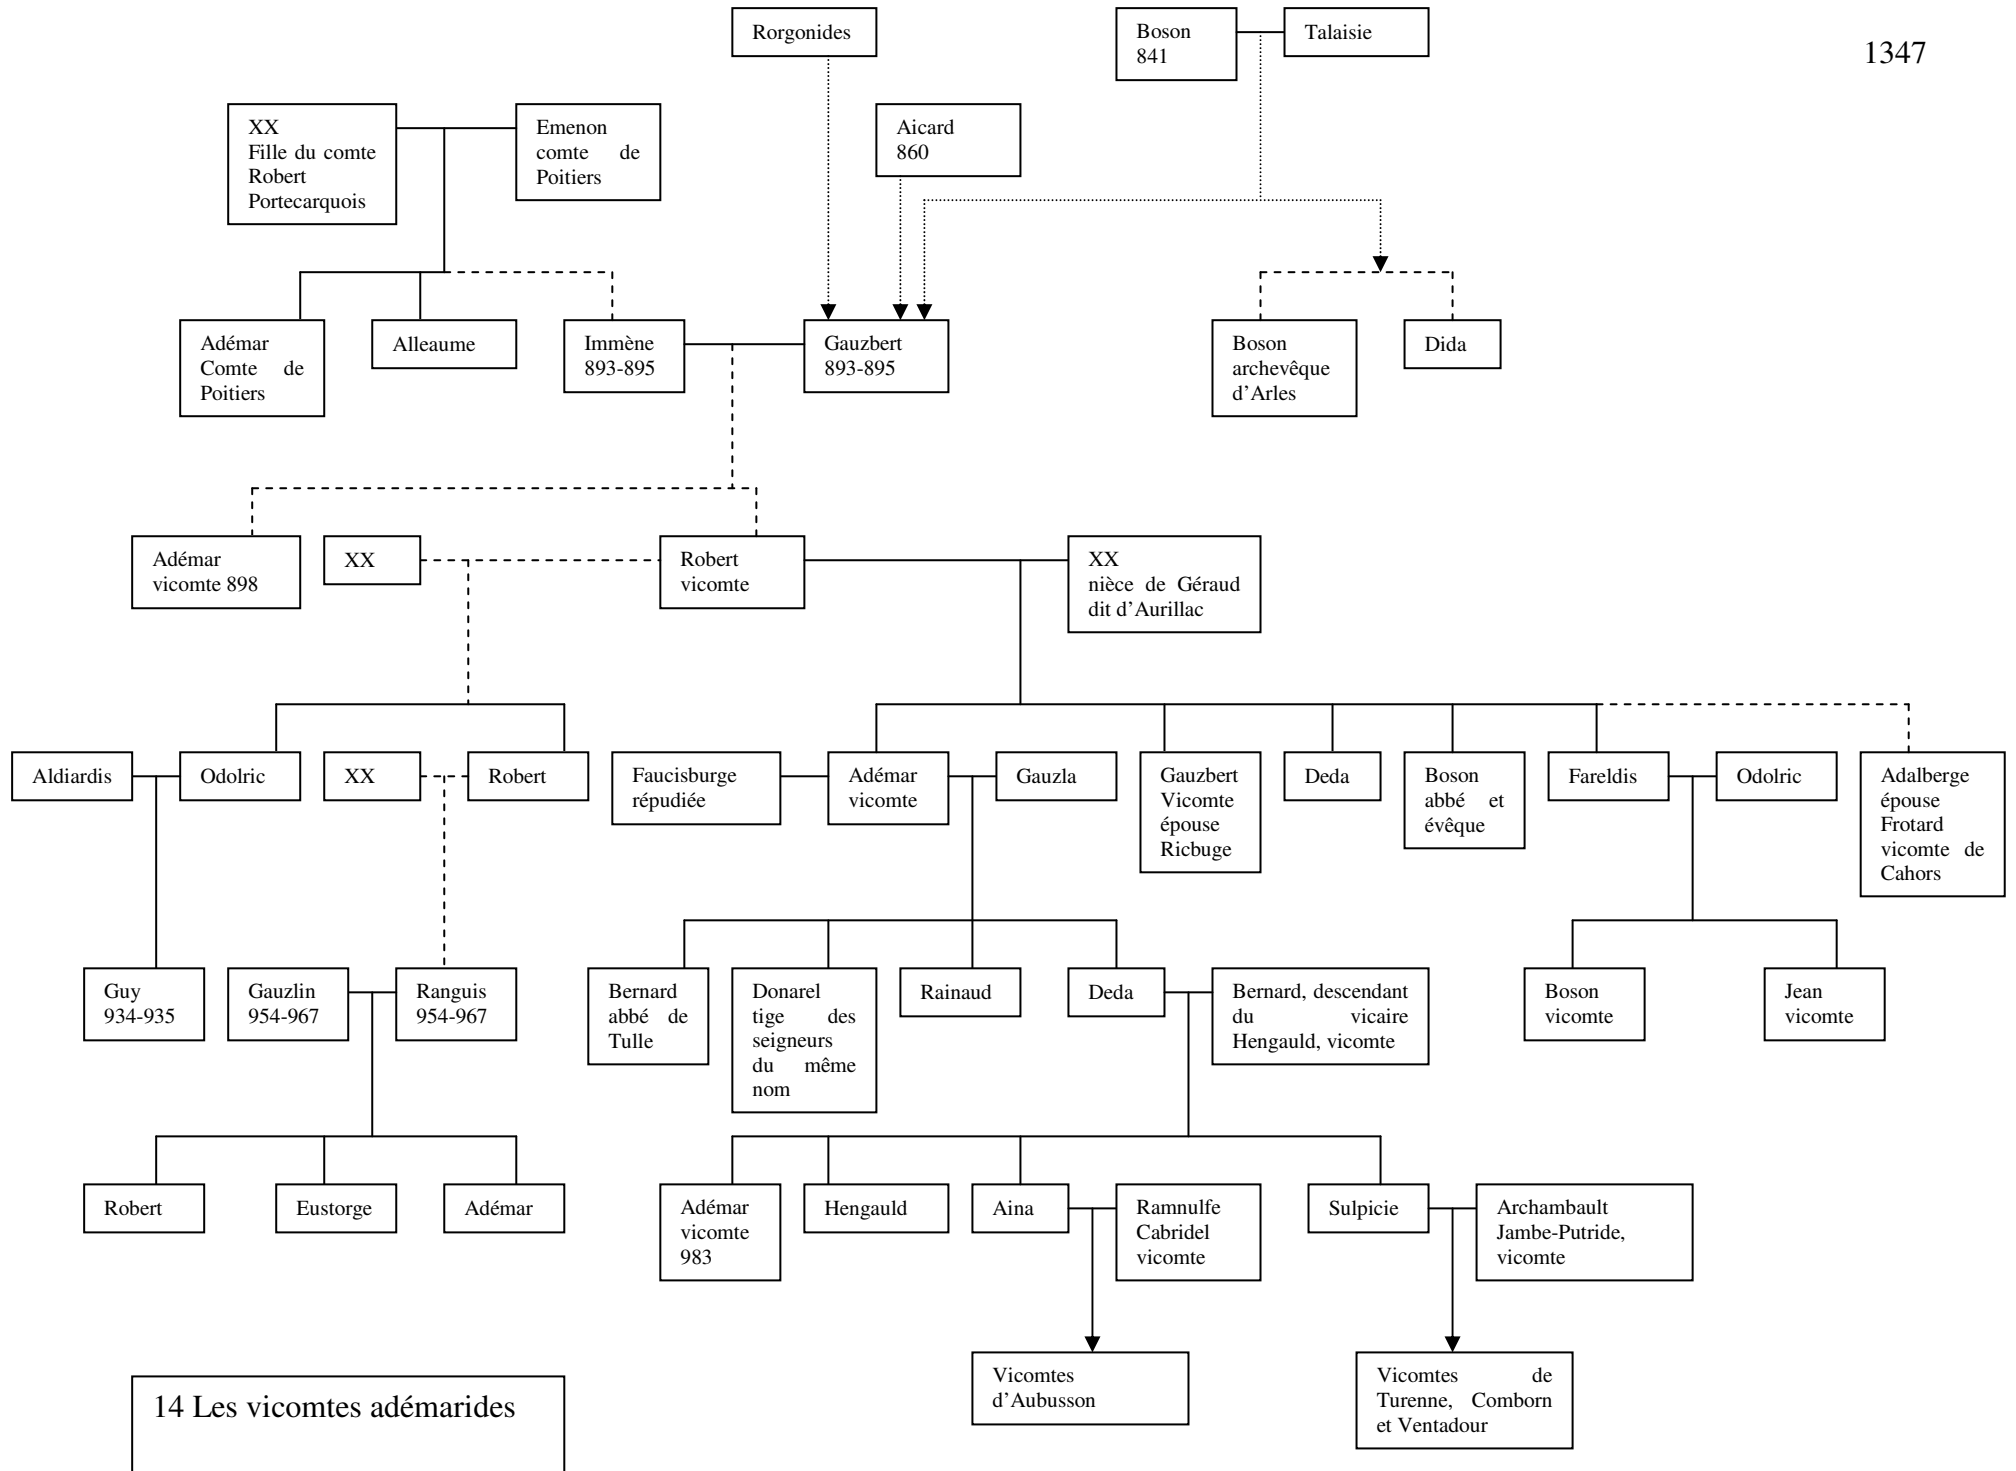 Rorgonides
Boson
841
Talaisie
1347
XX
Fille du comte
Robert
Portecarquois
Emenon
comte de
Poitiers
Aicard
860
Adémar
Comte de
Poitiers
Alleaume
Immène
893-895
Gauzbert
893-895
Boson
archevêque
d'Arles
Dida
Adémar
vicomte 898
XX
Robert
vicomte
XX
nièce de Géraud
dit d'Aurillac
Aldiardis
Odolric
XX
Robert
Faucisburge
répudiée
Adémar
vicomte
Gauzla
Gauzbert
Vicomte
épouse
Ricbuge
Deda
Boson
abbé et
évêque
Fareldis
Odolric
Adalberge
épouse
Frotard
vicomte de
Cahors
Guy
934-935
Gauzlin
954-967
Ranguis
954-967
Bernard
abbé de
Tulle
Donarel
tige des
seigneurs
du même
nom
Rainaud
Deda
Bernard, descendant
du vicaire
Hengauld, vicomte
Boson
vicomte
Jean
vicomte
Robert
Eustorge
Adémar
Adémar
vicomte
983
Hengauld
Aina
Ramnulfe
Cabridel
vicomte
Sulpicie
Archambault
Jambe-Putride,
vicomte
Vicomtes
d'Aubusson
Vicomtes de
Turenne, Comborn
et Ventadour
14 Les vicomtes adémarides